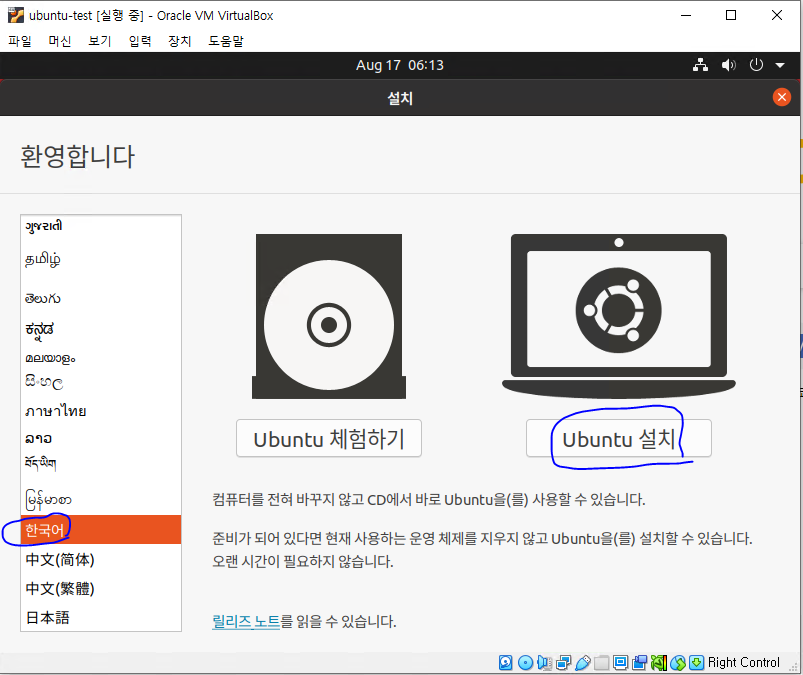 ubuntu-test [실행 중] - Oracle VM VirtualBox
파일 머신 보기 입력 장치 도움말
Aug 17 06:13
설치
환영합니다
ગુજરાતી
தமிழ்
తెలుగు
ಕನ್ನಡ
മലയാളം
සිංහල
ภาษาไทย
ລາວ
བོད་ཡིག
မြန်မာစာ
한국어
中文(简体)
中文(繁體)
日本語
Ubuntu 체험하기
Ubuntu 설치
컴퓨터를 전혀 바꾸지 않고 CD에서 바로 Ubuntu을(를) 사용할 수 있습니다.
준비가 되어 있다면 현재 사용하는 운영 체제를 지우지 않고 Ubuntu을(를) 설치할 수 있습니다.
오랜 시간이 필요하지 않습니다.
릴리즈 노트를 읽을 수 있습니다.
Right Control